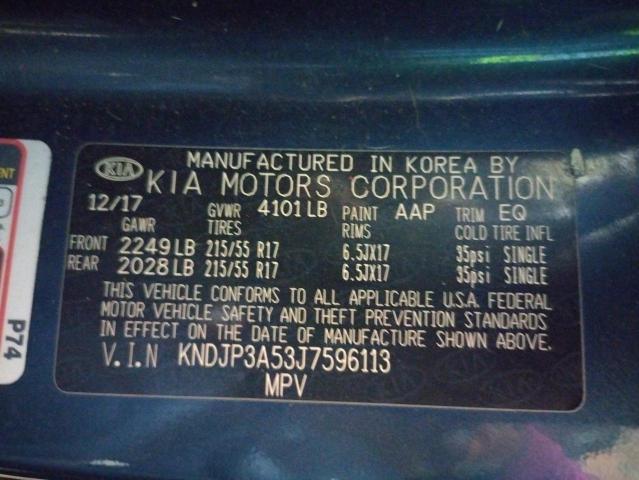 MANUFACTURED IN KOREA BY
KIA KIA MOTORS CORPORATION
12/17 GVWR 4101 LB PAINT AAP TRIM EQ
GAWR TIRES RIMS COLD TIRE INFL
FRONT 2249 LB 215/55 R17 6.5JX17 35psi SINGLE
REAR 2028 LB 215/55 R17 6.5JX17 35psi SINGLE
THIS VEHICLE CONFORMS TO ALL APPLICABLE U.S.A. FEDERAL
MOTOR VEHICLE SAFETY AND THEFT PREVENTION STANDARDS
IN EFFECT ON THE DATE OF MANUFACTURE SHOWN ABOVE.
V.I.N KNDJP3A53J7596113
MPV
P74